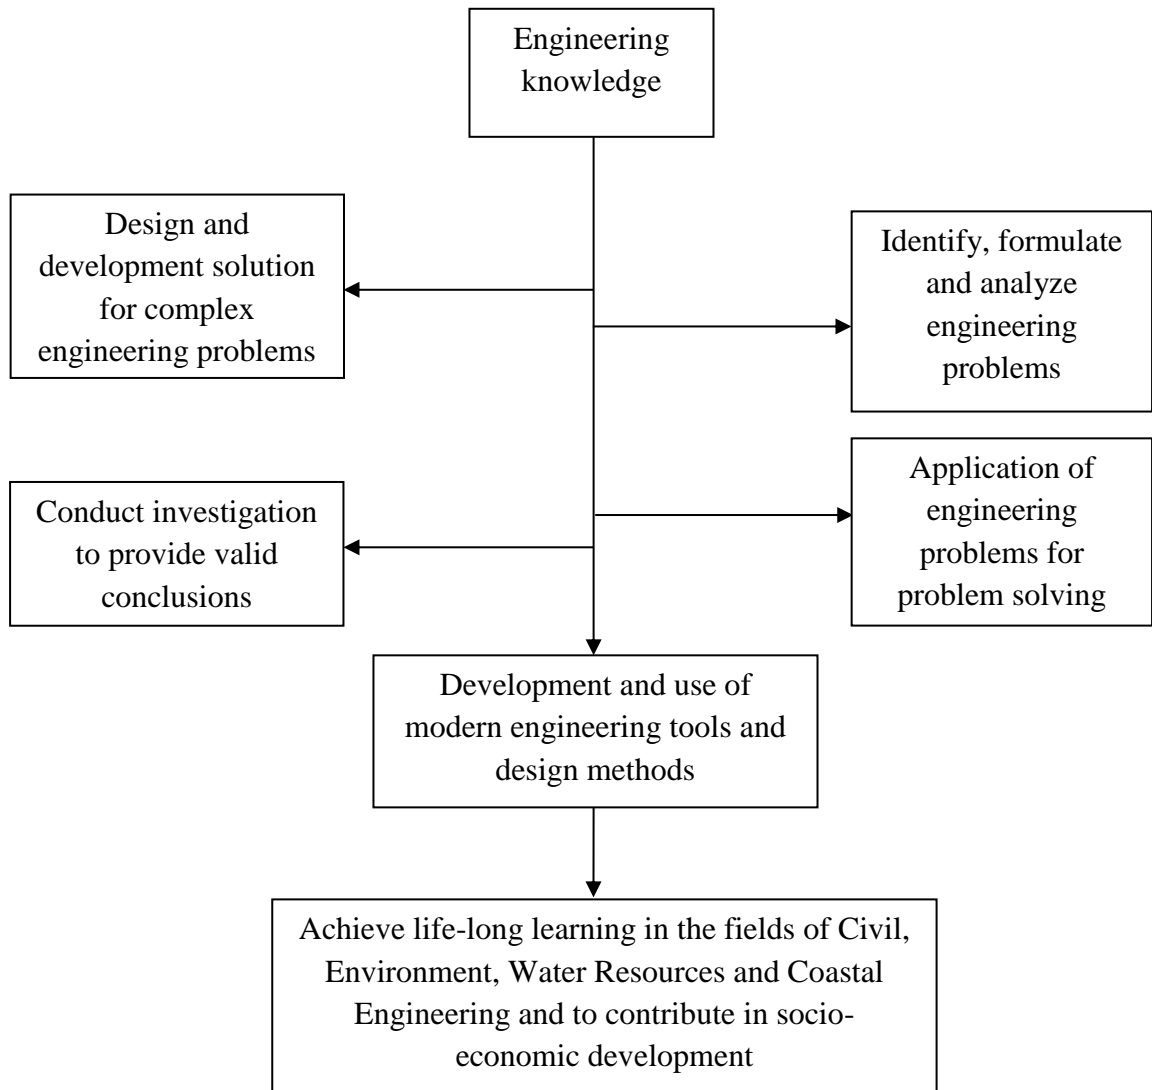 Engineering
knowledge
Design and
development solution
for complex
engineering problems
Identify, formulate
and analyze
engineering
problems
Conduct investigation
to provide valid
conclusions
Application of
engineering
problems for
problem solving
Development and use of
modern engineering tools and
design methods
Achieve life-long learning in the fields of Civil,
Environment, Water Resources and Coastal
Engineering and to contribute in socio-
economic development